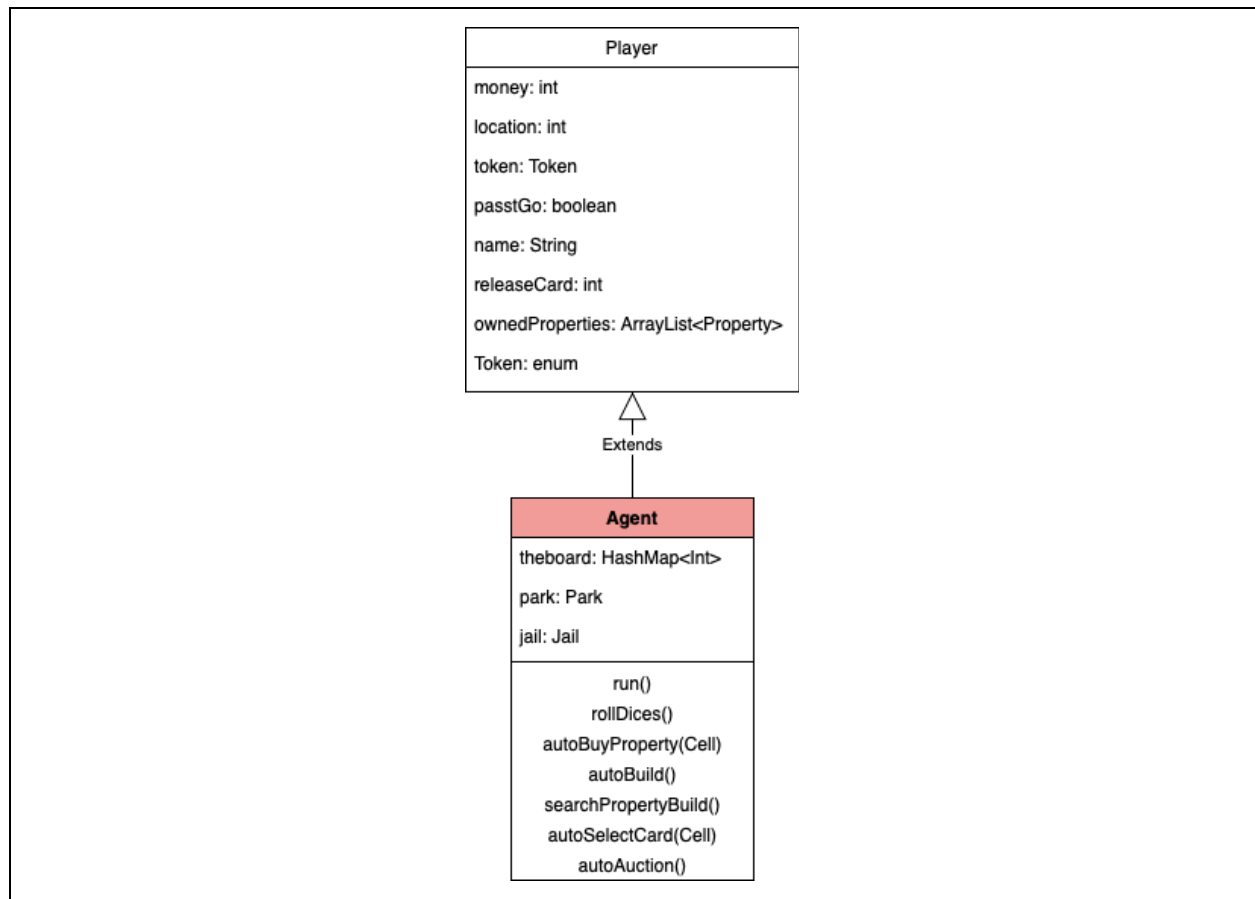 Player
money: int
location: int
token: Token
passtGo: boolean
name: String
releaseCard: int
ownedProperties: ArrayList<Property>
Token: enum
Extends
Agent
theboard: HashMap<Int>
park: Park
jail: Jail
run()
rollDices()
autoBuyProperty(Cell)
autoBuild()
searchPropertyBuild()
autoSelectCard(Cell)
autoAuction()